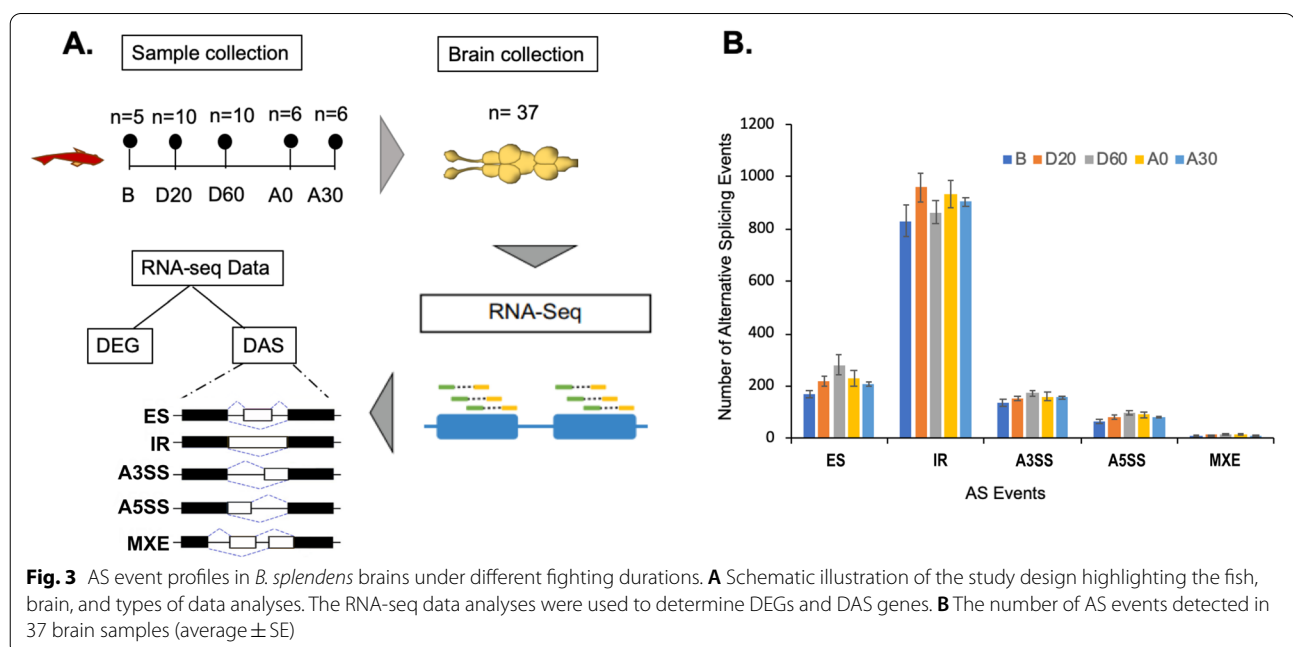 A.
Sample collection
Brain collection
n=5 n=10 n=10 n=6 n=6
n= 37
B D20 D60 A0 A30
RNA-seq Data
DEG
DAS
RNA-Seq
ES
IR
A3SS
A5SS
MXE
B.
Number of Alternative Splicing Events
1200
1000
800
600
400
200
0
B D20 D60 A0 A30
ES IR A3SS A5SS MXE
AS Events
Fig. 3 AS event profiles in B. splendens brains under different fighting durations. A Schematic illustration of the study design highlighting the fish,
brain, and types of data analyses. The RNA-seq data analyses were used to determine DEGs and DAS genes. B The number of AS events detected in
37 brain samples (average ± SE)